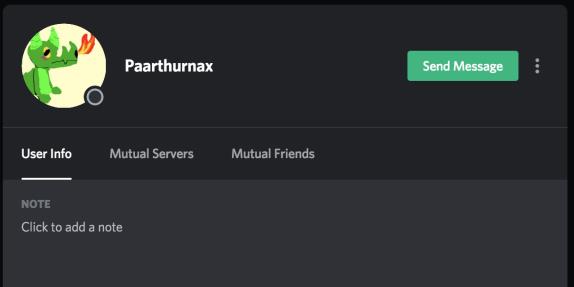 Paarthurnax
Send Message
User Info Mutual Servers Mutual Friends
NOTE
Click to add a note